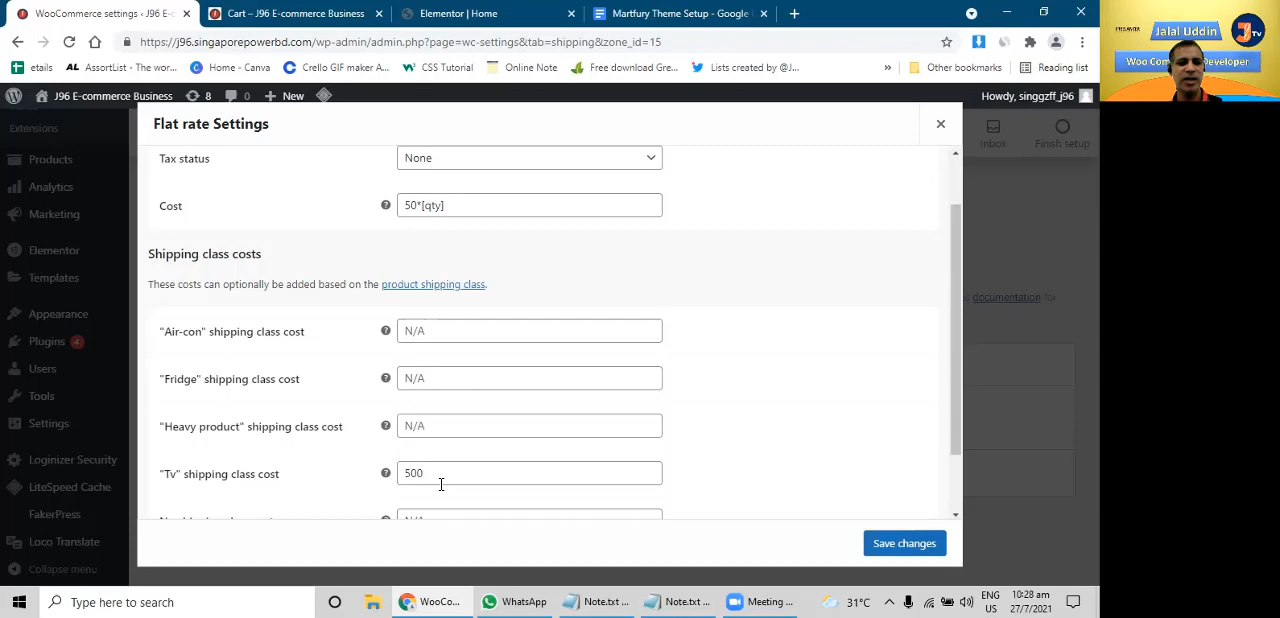 WooCommerce settings ‹ J96 E-c
Cart – J96 E-commerce Business
Elementor | Home
Martfury Theme Setup - Google
https://j96.singaporepowerbd.com/wp-admin/admin.php?page=wc-settings&tab=shipping&zone_id=15
etails
AssortList - The wor...
Home - Canva
Crello GIF maker A...
CSS Tutorial
Online Note
Free download Gre...
Lists created by @J...
»
Other bookmarks
Reading list
J96 E-commerce Business
8
0
New
Howdy, singgzff_j96
FREELANCER
Jalal Uddin
TV
Woo Com
Developer
Extensions
Products
Analytics
Marketing
Elementor
Templates
Appearance
Plugins 4
Users
Tools
Settings
Loginizer Security
LiteSpeed Cache
FakerPress
Loco Translate
Collapse menu
Flat rate Settings
Inbox
Finish setup
Tax status
None
Cost
50*[qty]
Shipping class costs
These costs can optionally be added based on the product shipping class.
documentation for
"Air-con" shipping class cost
N/A
"Fridge" shipping class cost
N/A
"Heavy product" shipping class cost
N/A
"Tv" shipping class cost
500
Save changes
Type here to search
WooCo...
WhatsApp
Note.txt ...
Note.txt ...
Meeting ...
31°C
ENG
US
10:28 am
27/7/2021